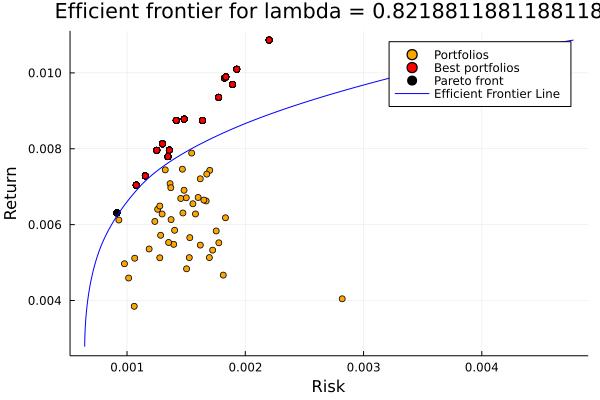 Efficient frontier for lambda = 0.8218811881188118
0.010
0.008
0.006
0.004
Return
Portfolios
Best portfolios
Pareto front
Efficient Frontier Line
0.001
0.002
0.003
0.004
Risk